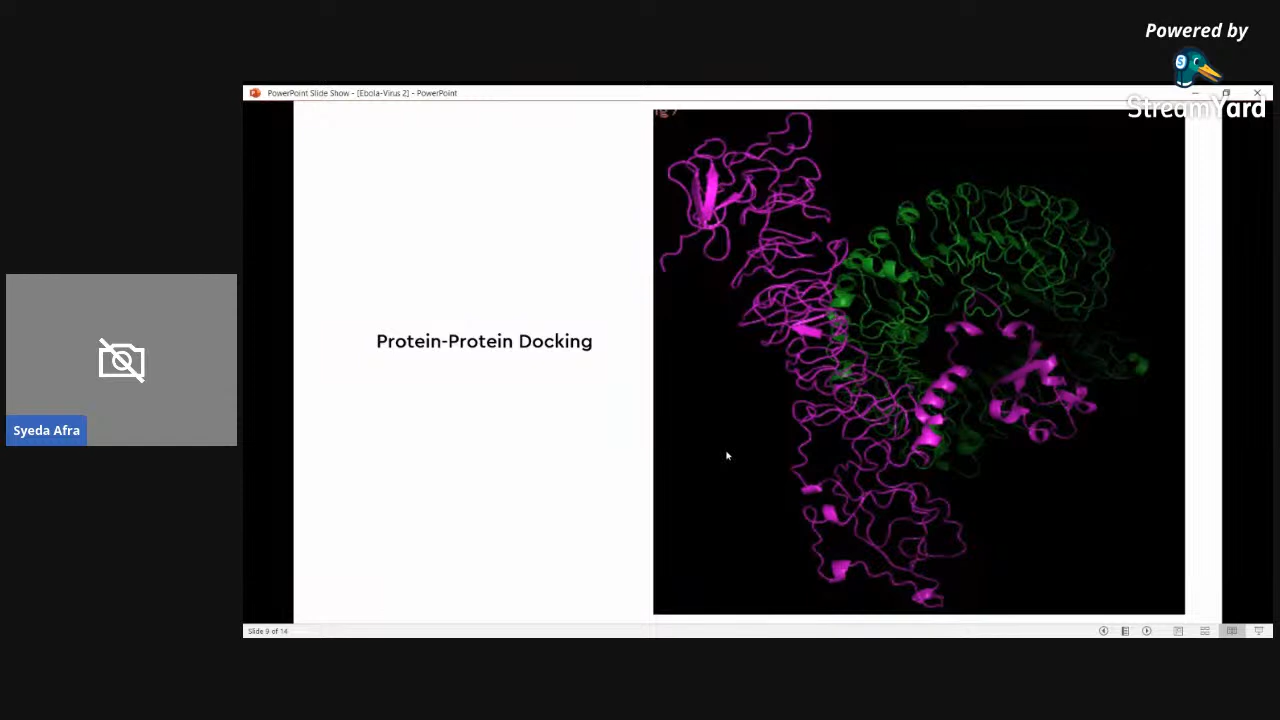 Powered by
StreamYard
PowerPoint Slide Show - [Ebola-Virus 2] - PowerPoint
Protein-Protein Docking
Syeda Afra
Slide 9 of 14